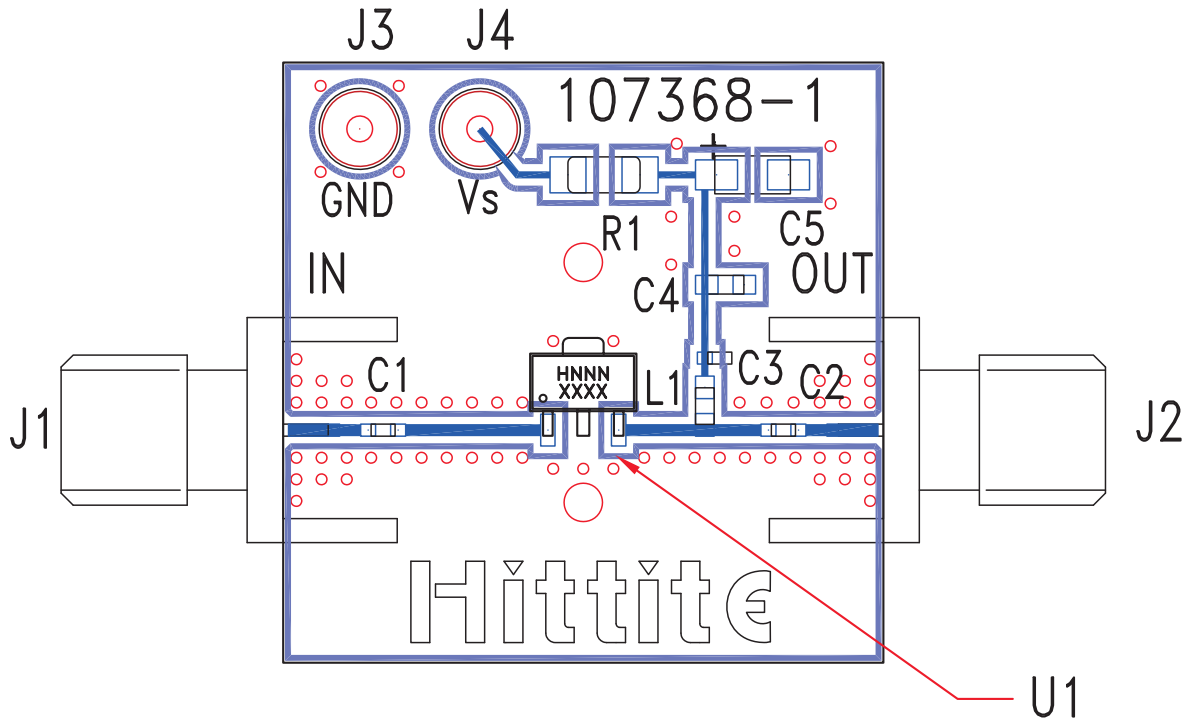 J3
J4
107368-1
GND
Vs
R1
C5
IN
OUT
C4
C1
HNNN
XXXX
L1
C3
C2
J1
J2
Hittite
U1